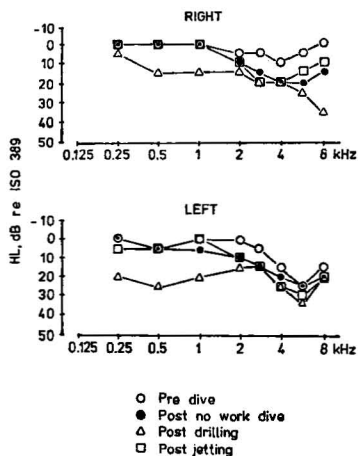 RIGHT
-10
0
10
20
30
40
50
0.125 0.25 0.5 1 2 4 8 kHz
HL, dB re ISO 389
LEFT
-10
0
10
20
30
40
50
0.125 0.25 0.5 1 2 4 8 kHz
Pre dive
Post no work dive
Post drilling
Post jetting